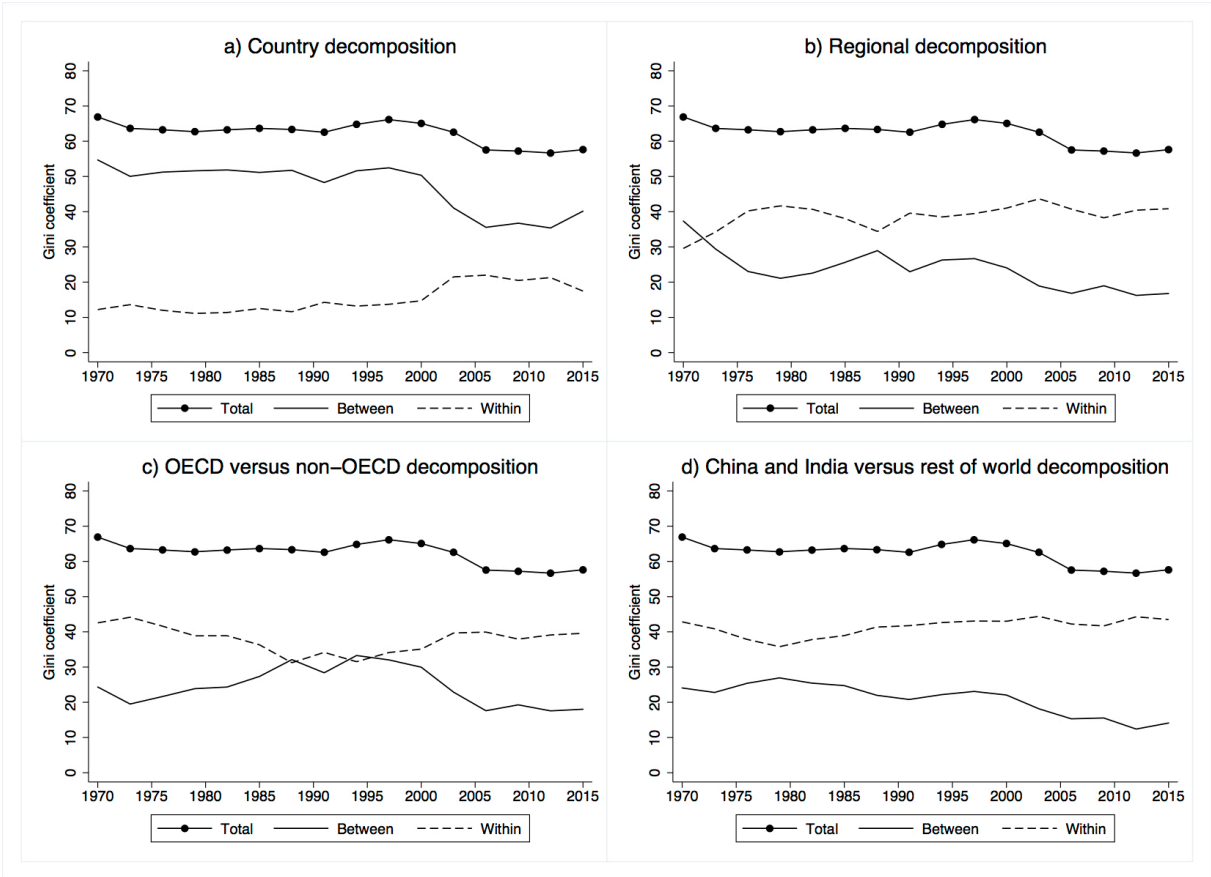 a) Country decomposition
Gini coefficient
80
70
60
50
40
30
20
10
0
1970 1975 1980 1985 1990 1995 2000 2005 2010 2015
Total Between Within
b) Regional decomposition
Gini coefficient
80
70
60
50
40
30
20
10
0
1970 1975 1980 1985 1990 1995 2000 2005 2010 2015
Total Between Within
c) OECD versus non−OECD decomposition
Gini coefficient
80
70
60
50
40
30
20
10
0
1970 1975 1980 1985 1990 1995 2000 2005 2010 2015
Total Between Within
d) China and India versus rest of world decomposition
Gini coefficient
80
70
60
50
40
30
20
10
0
1970 1975 1980 1985 1990 1995 2000 2005 2010 2015
Total Between Within